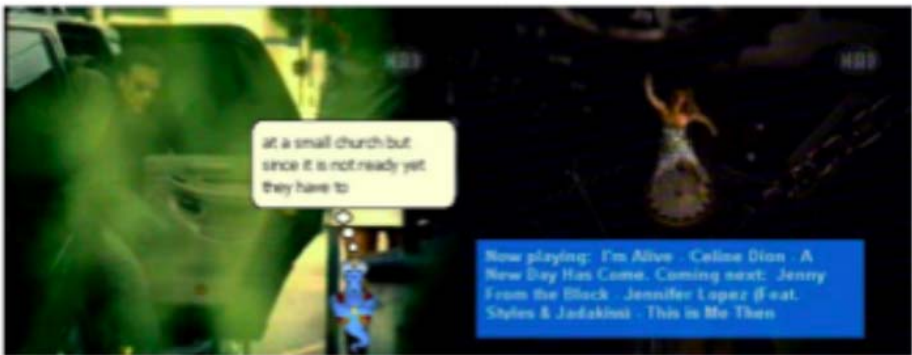 at a small church but
since it is not ready yet
they have to
Now playing: I'm Alive - Celine Dion - A
New Day Has Come. Coming next: Jenny
From the Block - Jennifer Lopez (Feat.
Styles & Jadakiss) - This is Me Then